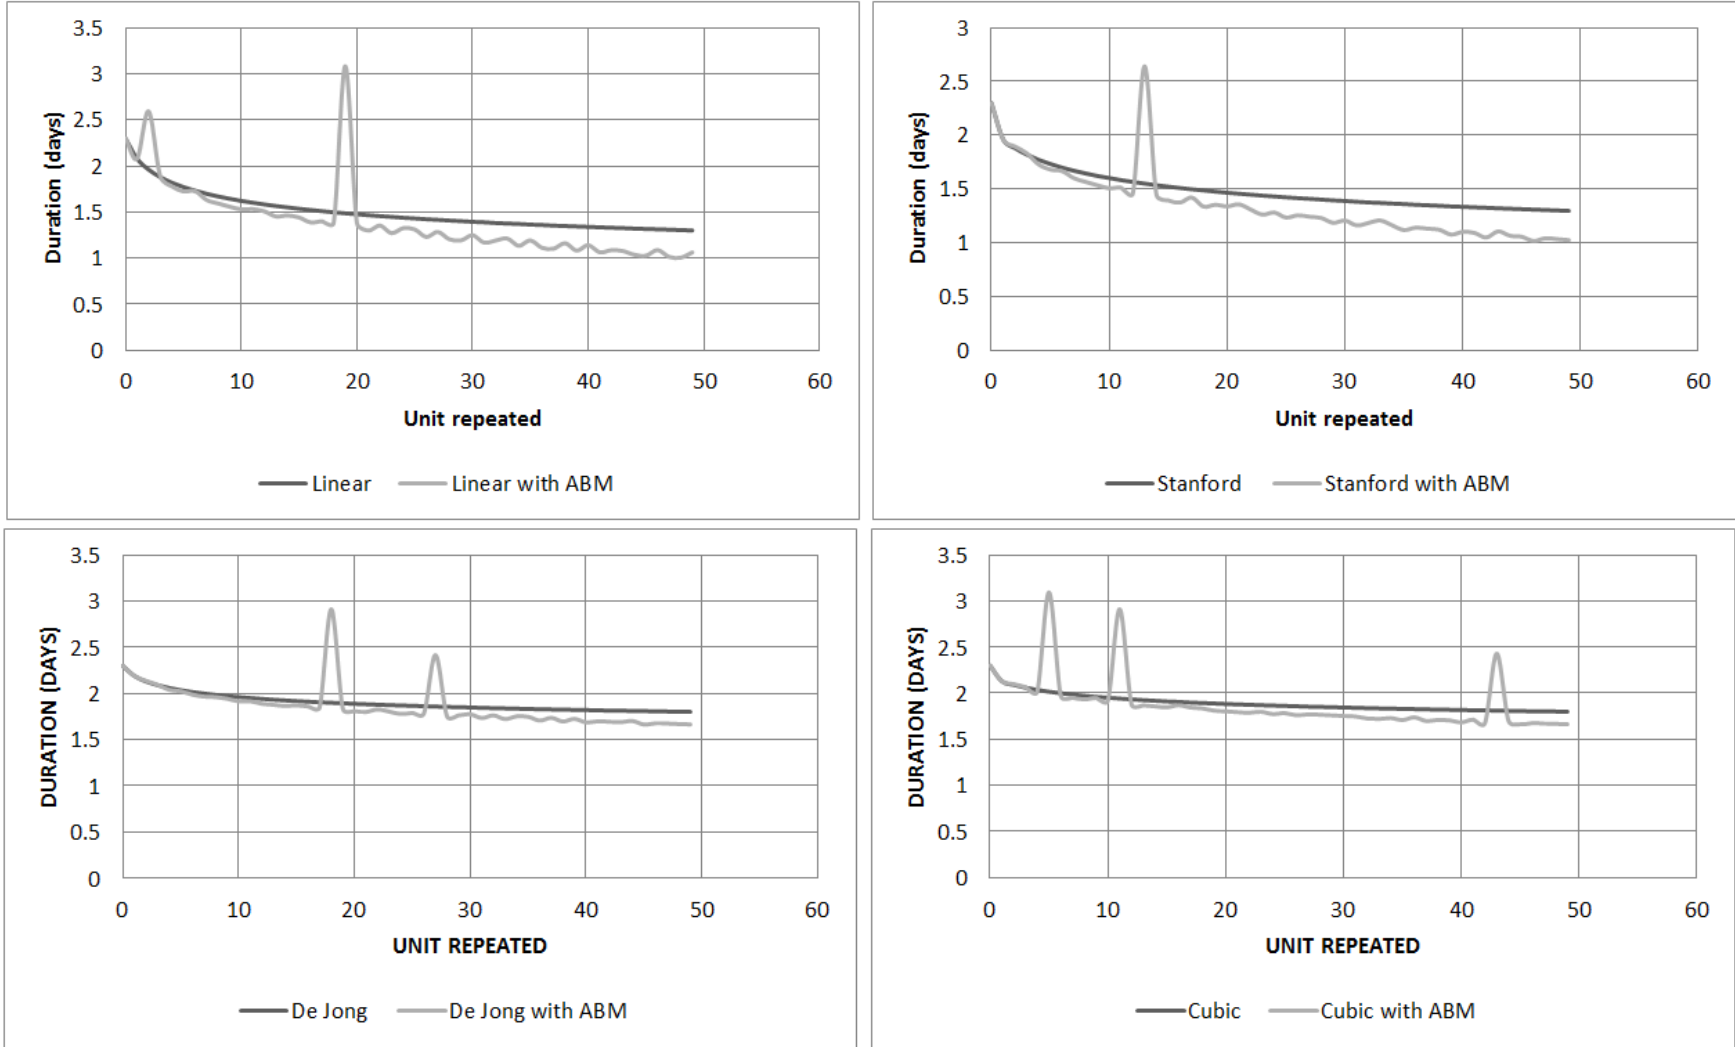 3.5
3
2.5
2
1.5
1
0.5
0
Duration (days)
0 10 20 30 40 50 60
Unit repeated
Linear Linear with ABM
3
2.5
2
1.5
1
0.5
0
Duration (days)
0 10 20 30 40 50 60
Unit repeated
Stanford Stanford with ABM
3.5
3
2.5
2
1.5
1
0.5
0
DURATION (DAYS)
0 10 20 30 40 50 60
UNIT REPEATED
De Jong De Jong with ABM
3.5
3
2.5
2
1.5
1
0.5
0
DURATION (DAYS)
0 10 20 30 40 50 60
UNIT REPEATED
Cubic Cubic with ABM